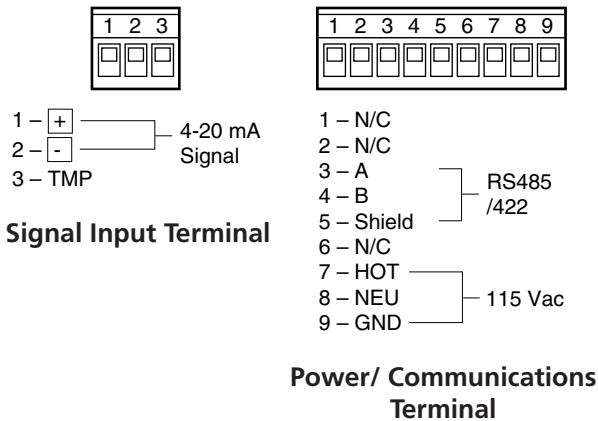 1 2 3
1 – +
2 – -
3 – TMP
4-20 mA
Signal
Signal Input Terminal
1 2 3 4 5 6 7 8 9
1 – N/C
2 – N/C
3 – A
4 – B
5 – Shield
6 – N/C
7 – HOT
8 – NEU
9 – GND
RS485
/422
115 Vac
Power/ Communications
Terminal